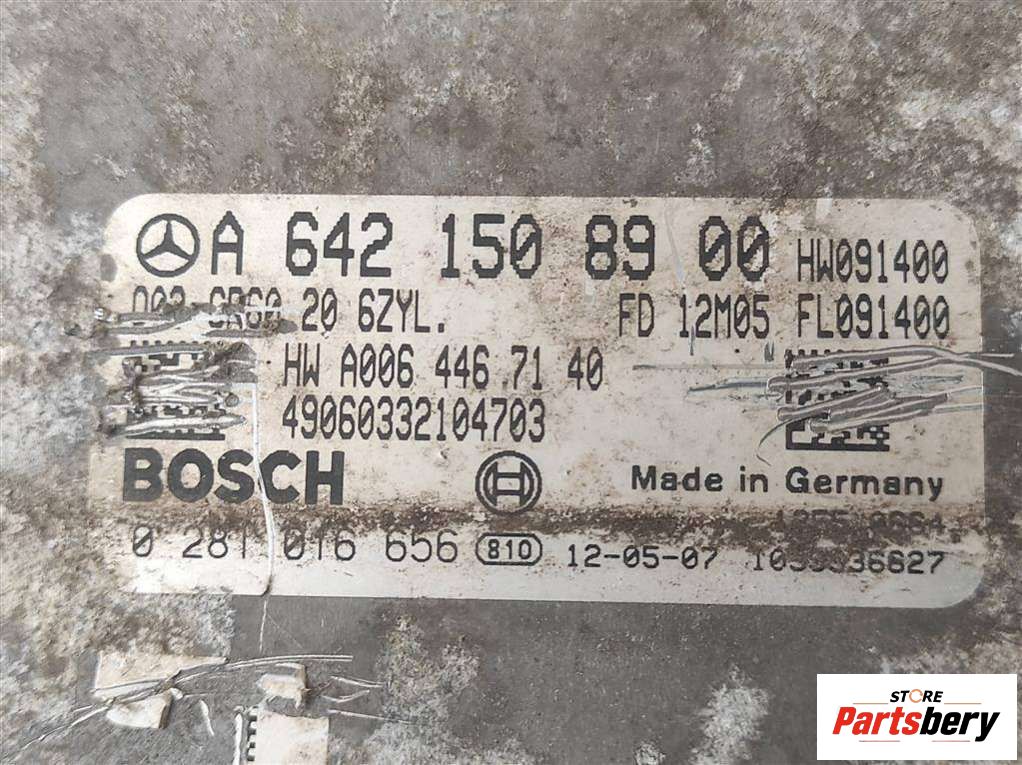 A 642 150 89 00 HW091400
20 6ZYL. FD 12M05 FL091400
HW A006 446 71 40
49060332104703
BOSCH Made in Germany
0 281 016 656 810 12-05-07
STORE
Partsbery